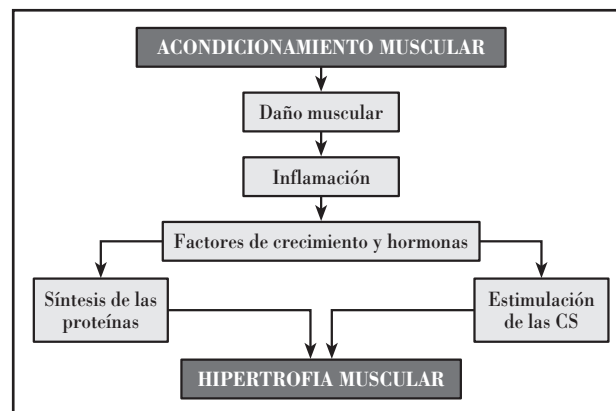 ACONDICIONAMIENTO MUSCULAR
Daño muscular
Inflamación
Factores de crecimiento y hormonas
Síntesis de las
proteínas
Estimulación
de las CS
HIPERTROFIA MUSCULAR